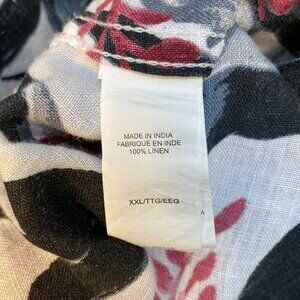 MADE IN INDIA
FABRIQUE EN INDE
100% LINEN
XXL/TTG/EEG
A